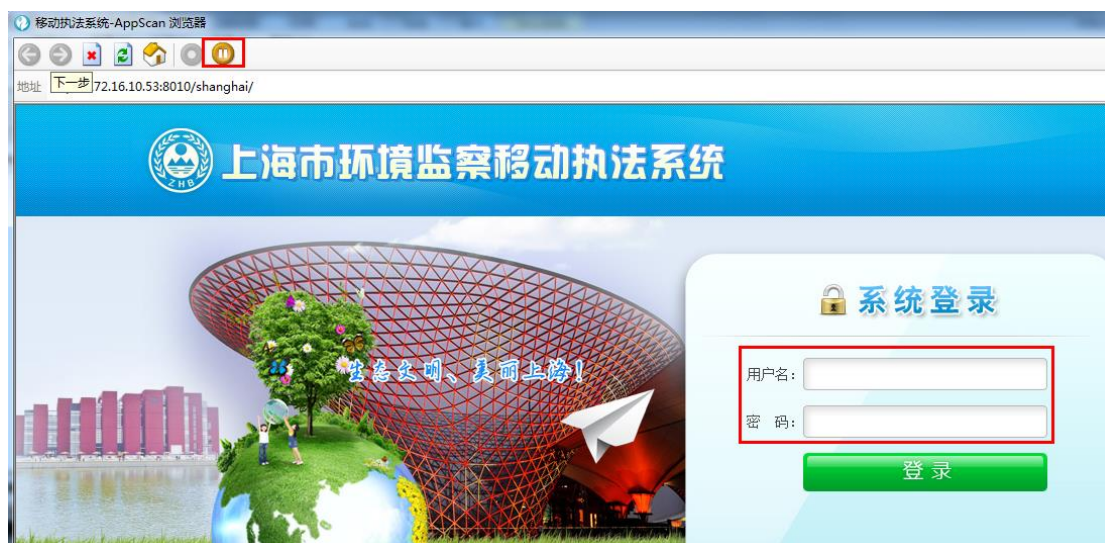 移动执法系统-AppScan 浏览器
地址 下一步 72.16.10.53:8010/shanghai/
ZHB 上海市环境监察移动执法系统
系统登录
生态文明、美丽上海!
用户名:
密 码:
登 录